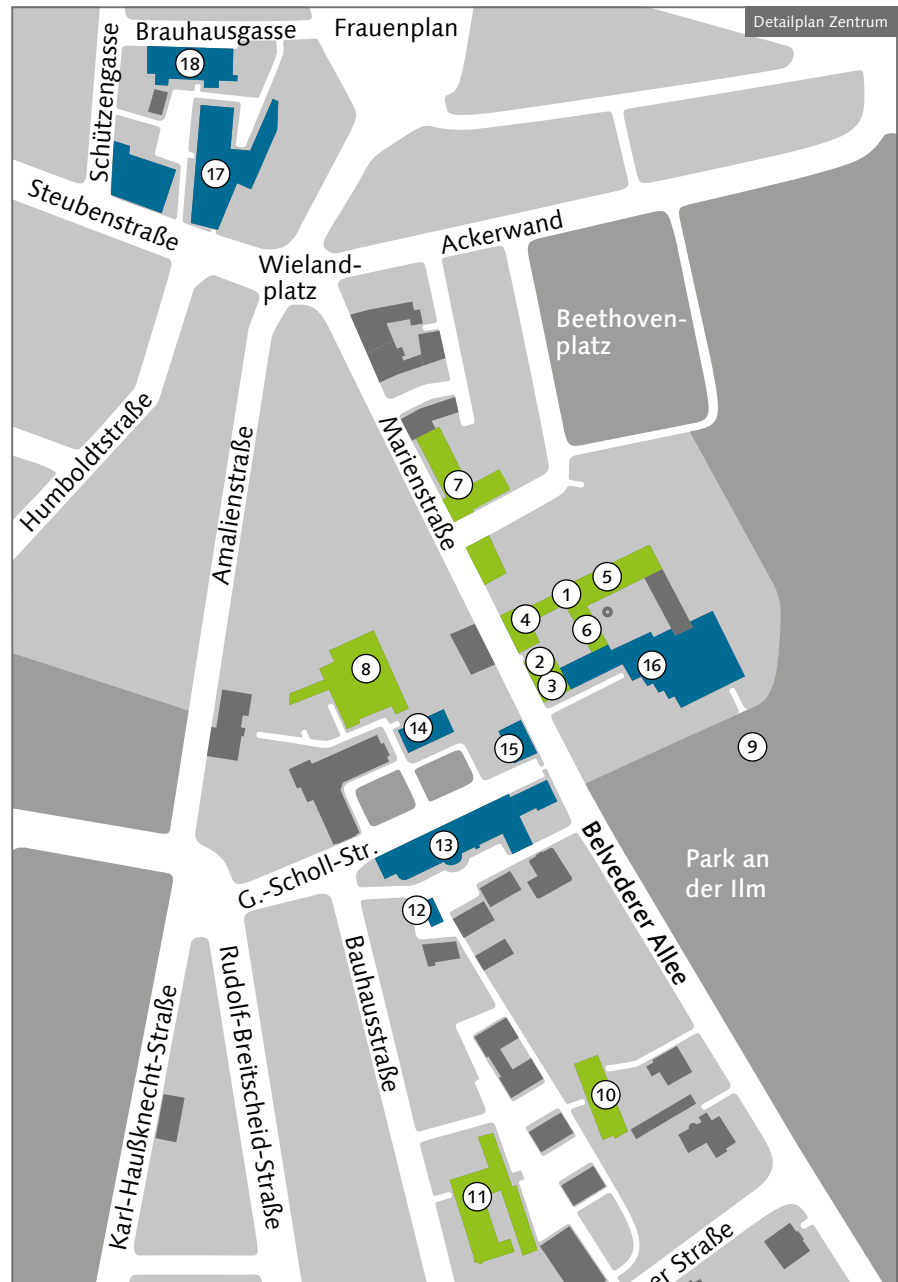 Detailplan Zentrum
Brauhausgasse
Frauenplan
Schützengasse
18
17
Steubenstraße
Ackerwand
Wieland-
platz
Beethoven-
platz
Humboldtstraße
Amalienstraße
Marienstraße
7
5
1
4
6
2
3
16
8
14
15
9
13
G.-Scholl-Str.
Belvederer Allee
Park an
der Ilm
12
Karl-Haußknecht-Straße
Rudolf-Breitscheid-Straße
Bauhausstraße
10
11
er Straße